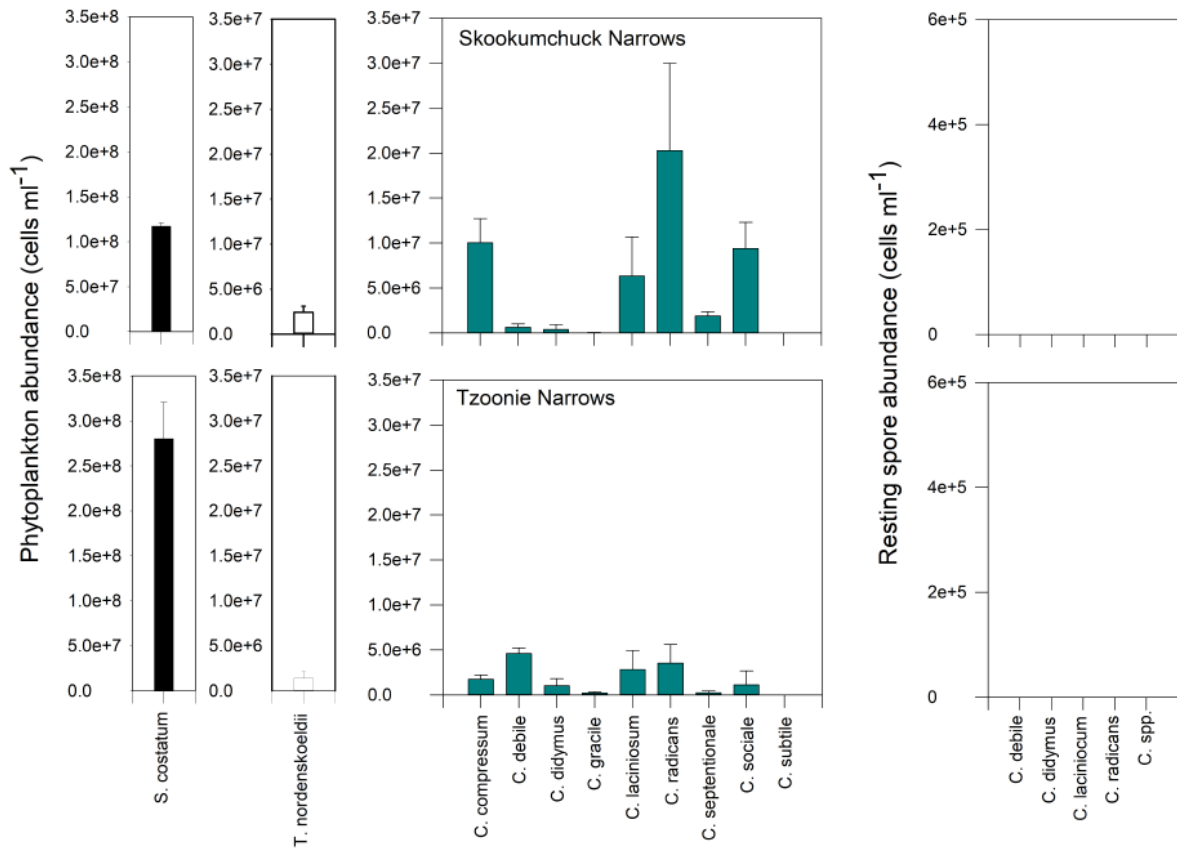 Phytoplankton abundance (cells ml-1)
3.5e+8
3.0e+8
2.5e+8
2.0e+8
1.5e+8
1.0e+8
5.0e+7
0.0
3.5e+7
3.0e+7
2.5e+7
2.0e+7
1.5e+7
1.0e+7
5.0e+6
0.0
3.5e+7
3.0e+7
2.5e+7
2.0e+7
1.5e+7
1.0e+7
5.0e+6
0.0
Skookumchuck Narrows
Resting spore abundance (cells ml-1)
6e+5
4e+5
2e+5
0
3.5e+8
3.0e+8
2.5e+8
2.0e+8
1.5e+8
1.0e+8
5.0e+7
0.0
S. costatum
3.5e+7
3.0e+7
2.5e+7
2.0e+7
1.5e+7
1.0e+7
5.0e+6
0.0
T. nordenskoeldii
3.5e+7
3.0e+7
2.5e+7
2.0e+7
1.5e+7
1.0e+7
5.0e+6
0.0
Tzoonie Narrows
C. compressum
C. debile
C. didymus
C. gracile
C. laciniosum
C. radicans
C. septentionale
C. sociale
C. subtile
6e+5
4e+5
2e+5
0
C. debile
C. didymus
C. laciniocum
C. radicans
C. spp.